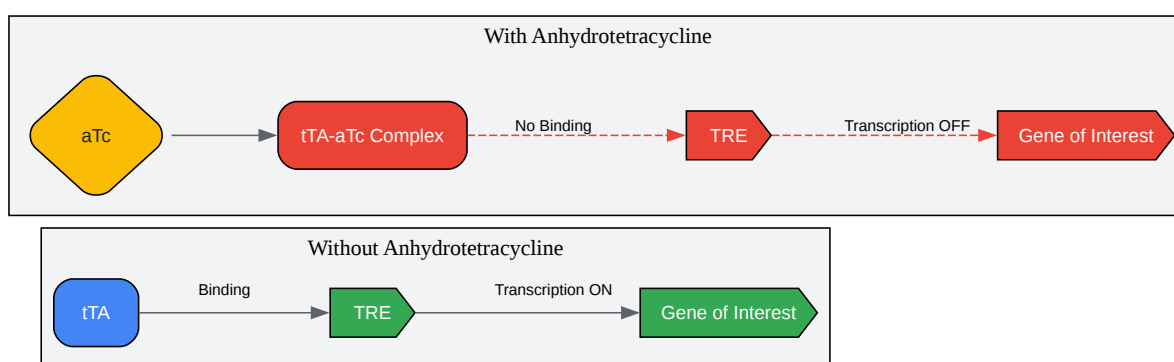 With Anhydrotetracycline
aTc
tTA-aTc Complex
No Binding
TRE
Transcription OFF
Gene of Interest
Without Anhydrotetracycline
tTA
Binding
TRE
Transcription ON
Gene of Interest